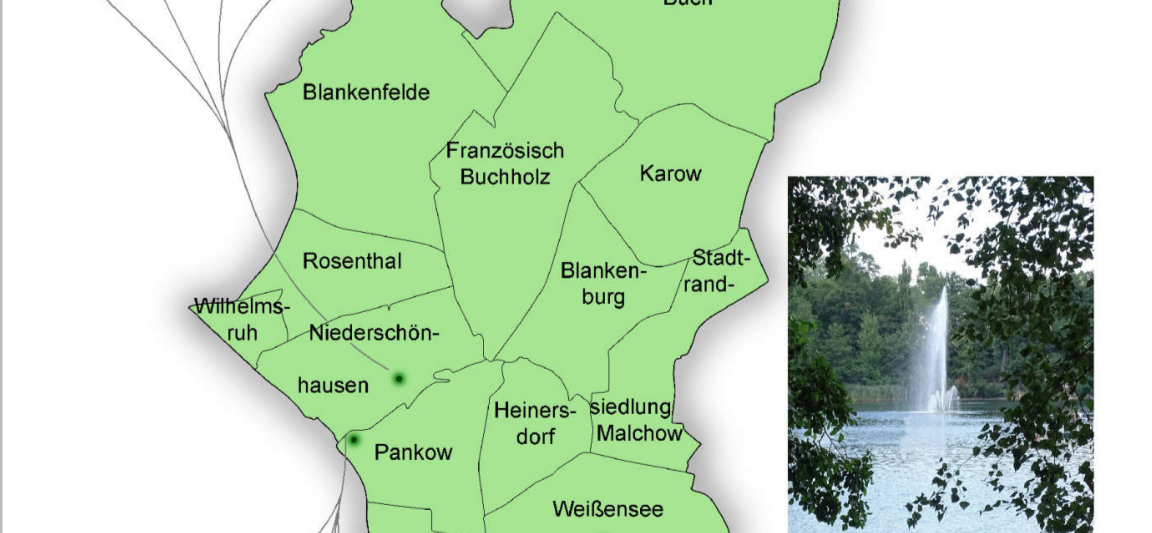 Buch
Blankenfelde
Französisch
Buchholz
Karow
Rosenthal
Blanken-
burg
Stadt-
rand-
Wilhelms-
ruh
Niederschön-
hausen
Heiners-
dorf
siedlung
Malchow
Pankow
Weißensee